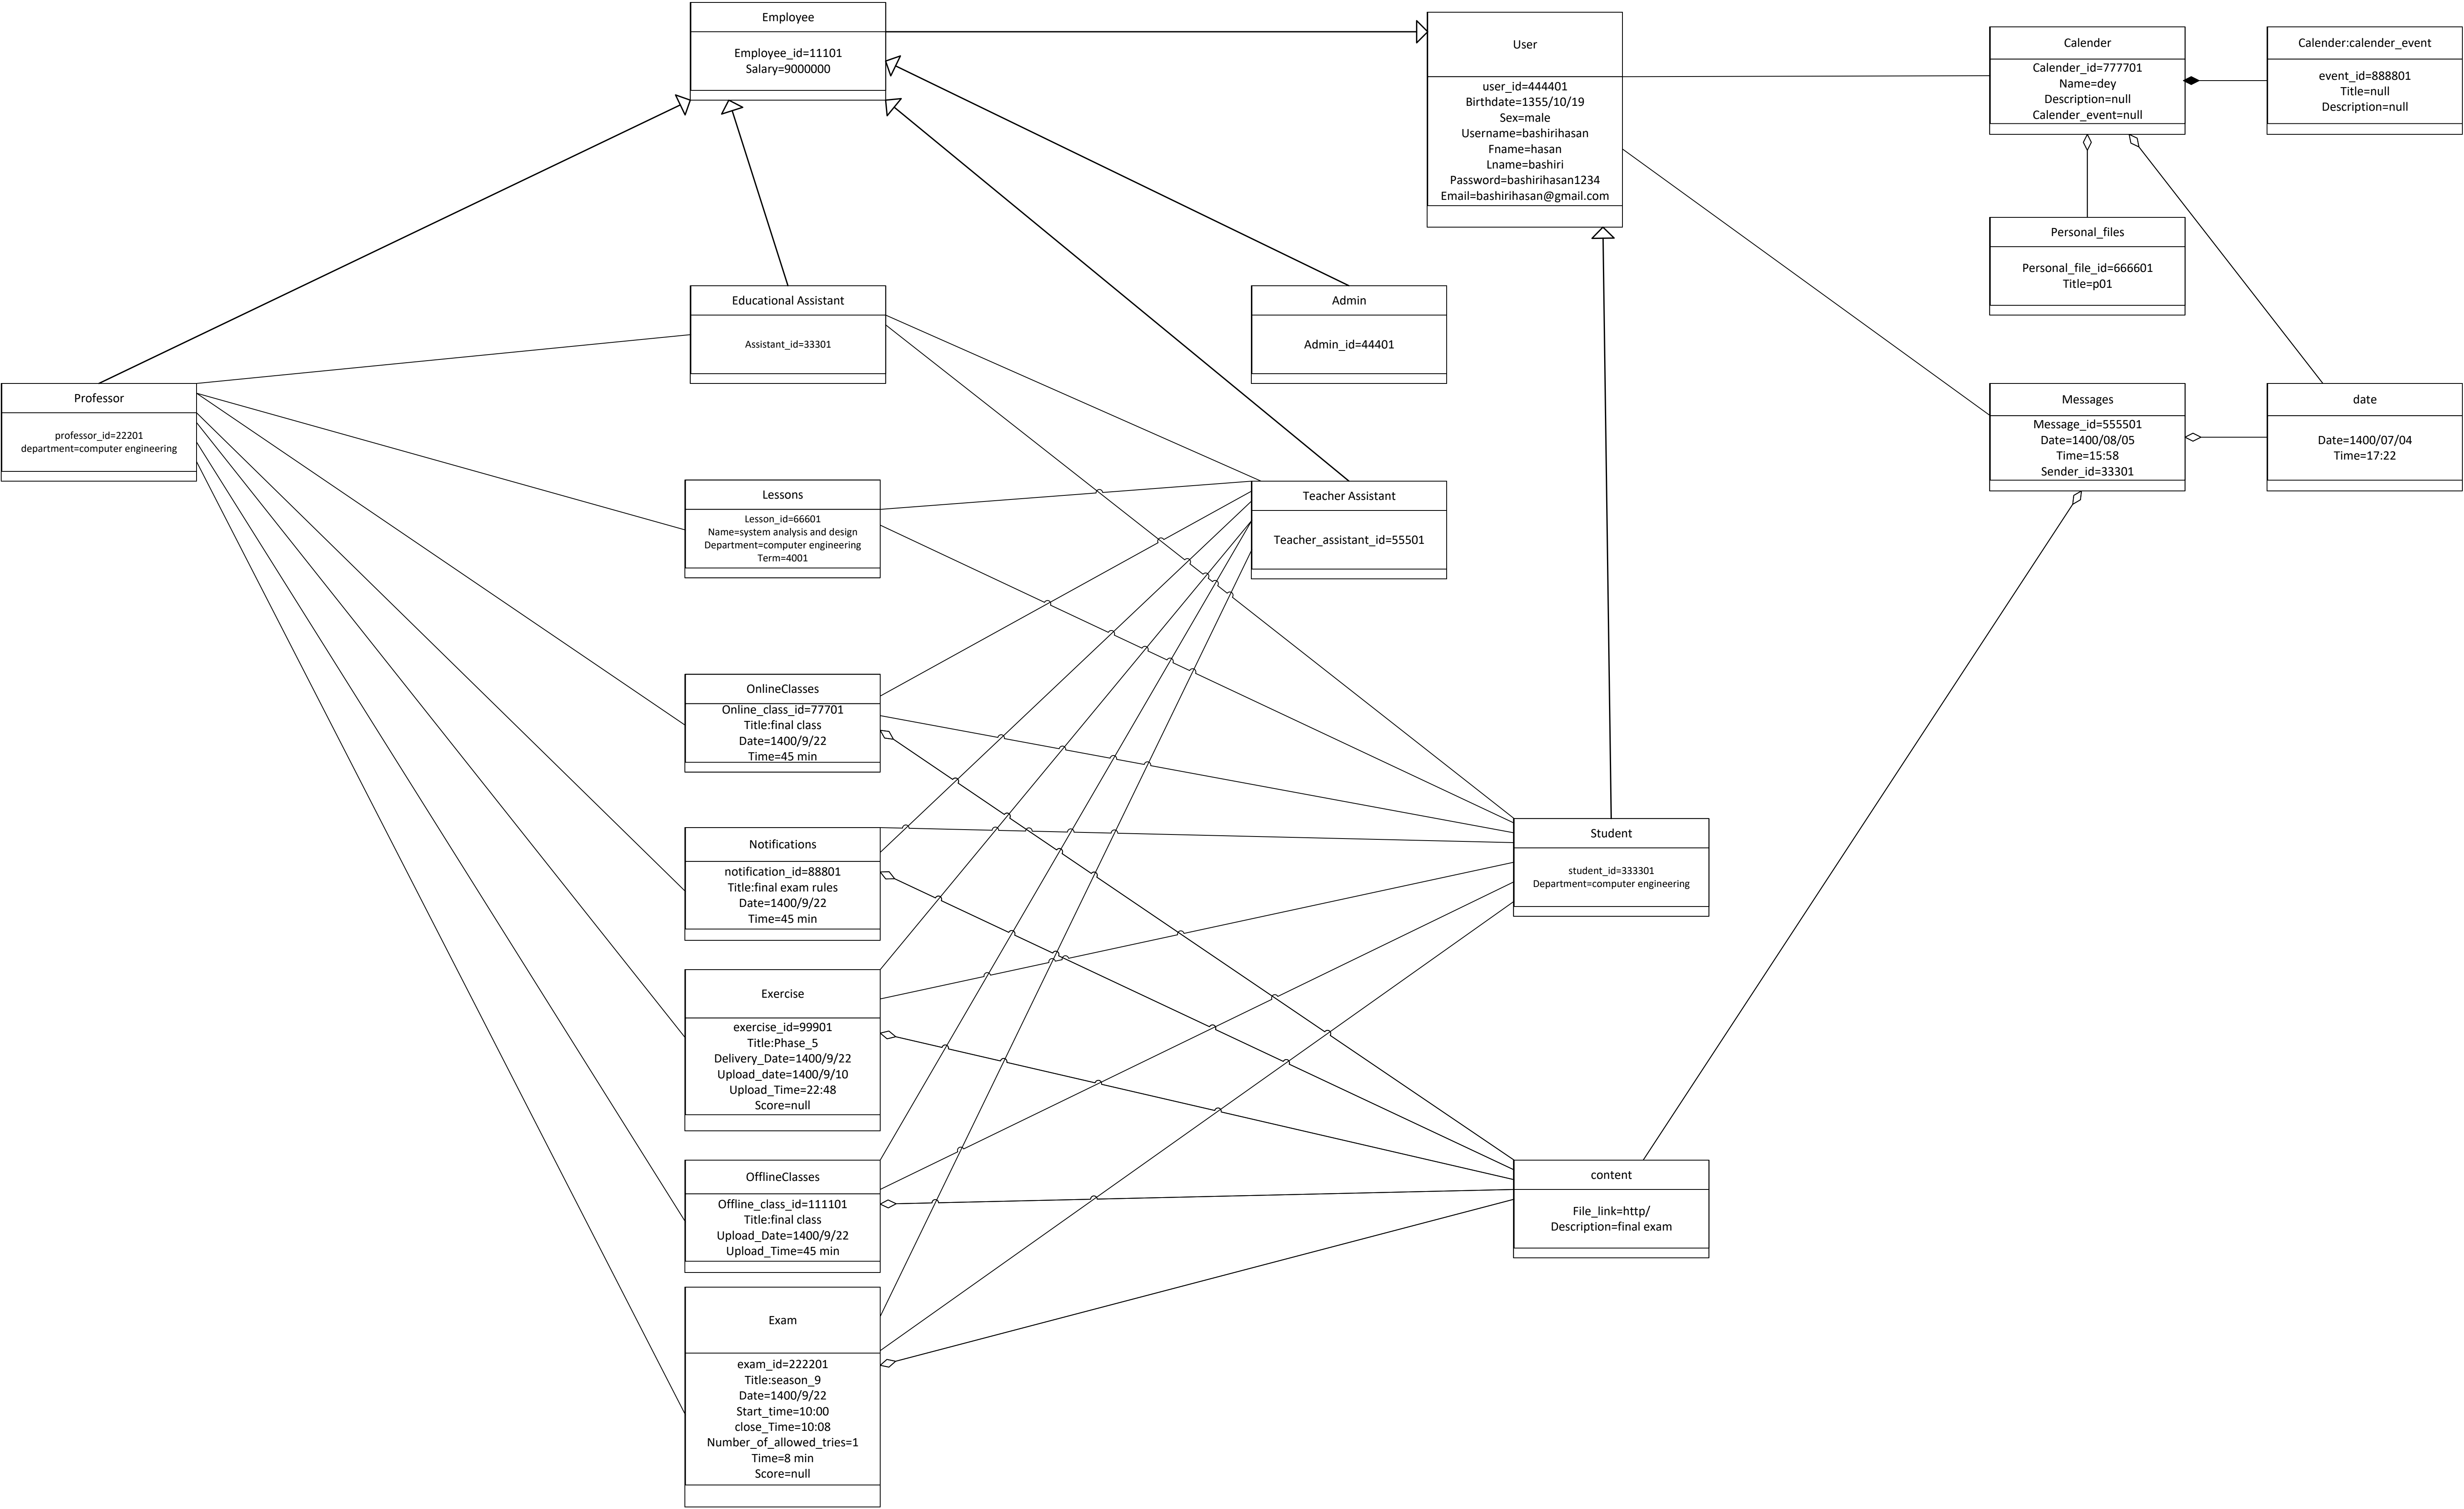 Employee
Employee_id=11101
Salary=9000000
User
user_id=444401
Birthdate=1355/10/19
Sex=male
Username=bashirihasan
Fname=hasan
Lname=bashiri
Password=bashirihasan1234
Email=bashirihasan@gmail.com
Calender
Calender_id=777701
Name=dey
Description=null
Calender_event=null
Calender:calender_event
event_id=888801
Title=null
Description=null
Personal_files
Personal_file_id=666601
Title=p01
Educational Assistant
Assistant_id=33301
Admin
Admin_id=44401
Professor
professor_id=22201
department=computer engineering
Messages
Message_id=555501
Date=1400/08/05
Time=15:58
Sender_id=33301
date
Date=1400/07/04
Time=17:22
Lessons
Lesson_id=66601
Name=system analysis and design
Department=computer engineering
Term=4001
Teacher Assistant
Teacher_assistant_id=55501
OnlineClasses
Online_class_id=77701
Title:final class
Date=1400/9/22
Time=45 min
Notifications
notification_id=88801
Title:final exam rules
Date=1400/9/22
Time=45 min
Student
student_id=333301
Department=computer engineering
Exercise
exercise_id=99901
Title:Phase_5
Delivery_Date=1400/9/22
Upload_date=1400/9/10
Upload_Time=22:48
Score=null
OfflineClasses
Offline_class_id=111101
Title:final class
Upload_Date=1400/9/22
Upload_Time=45 min
content
File_link=http/
Description=final exam
Exam
exam_id=222201
Title:season_9
Date=1400/9/22
Start_time=10:00
close_Time=10:08
Number_of_allowed_tries=1
Time=8 min
Score=null